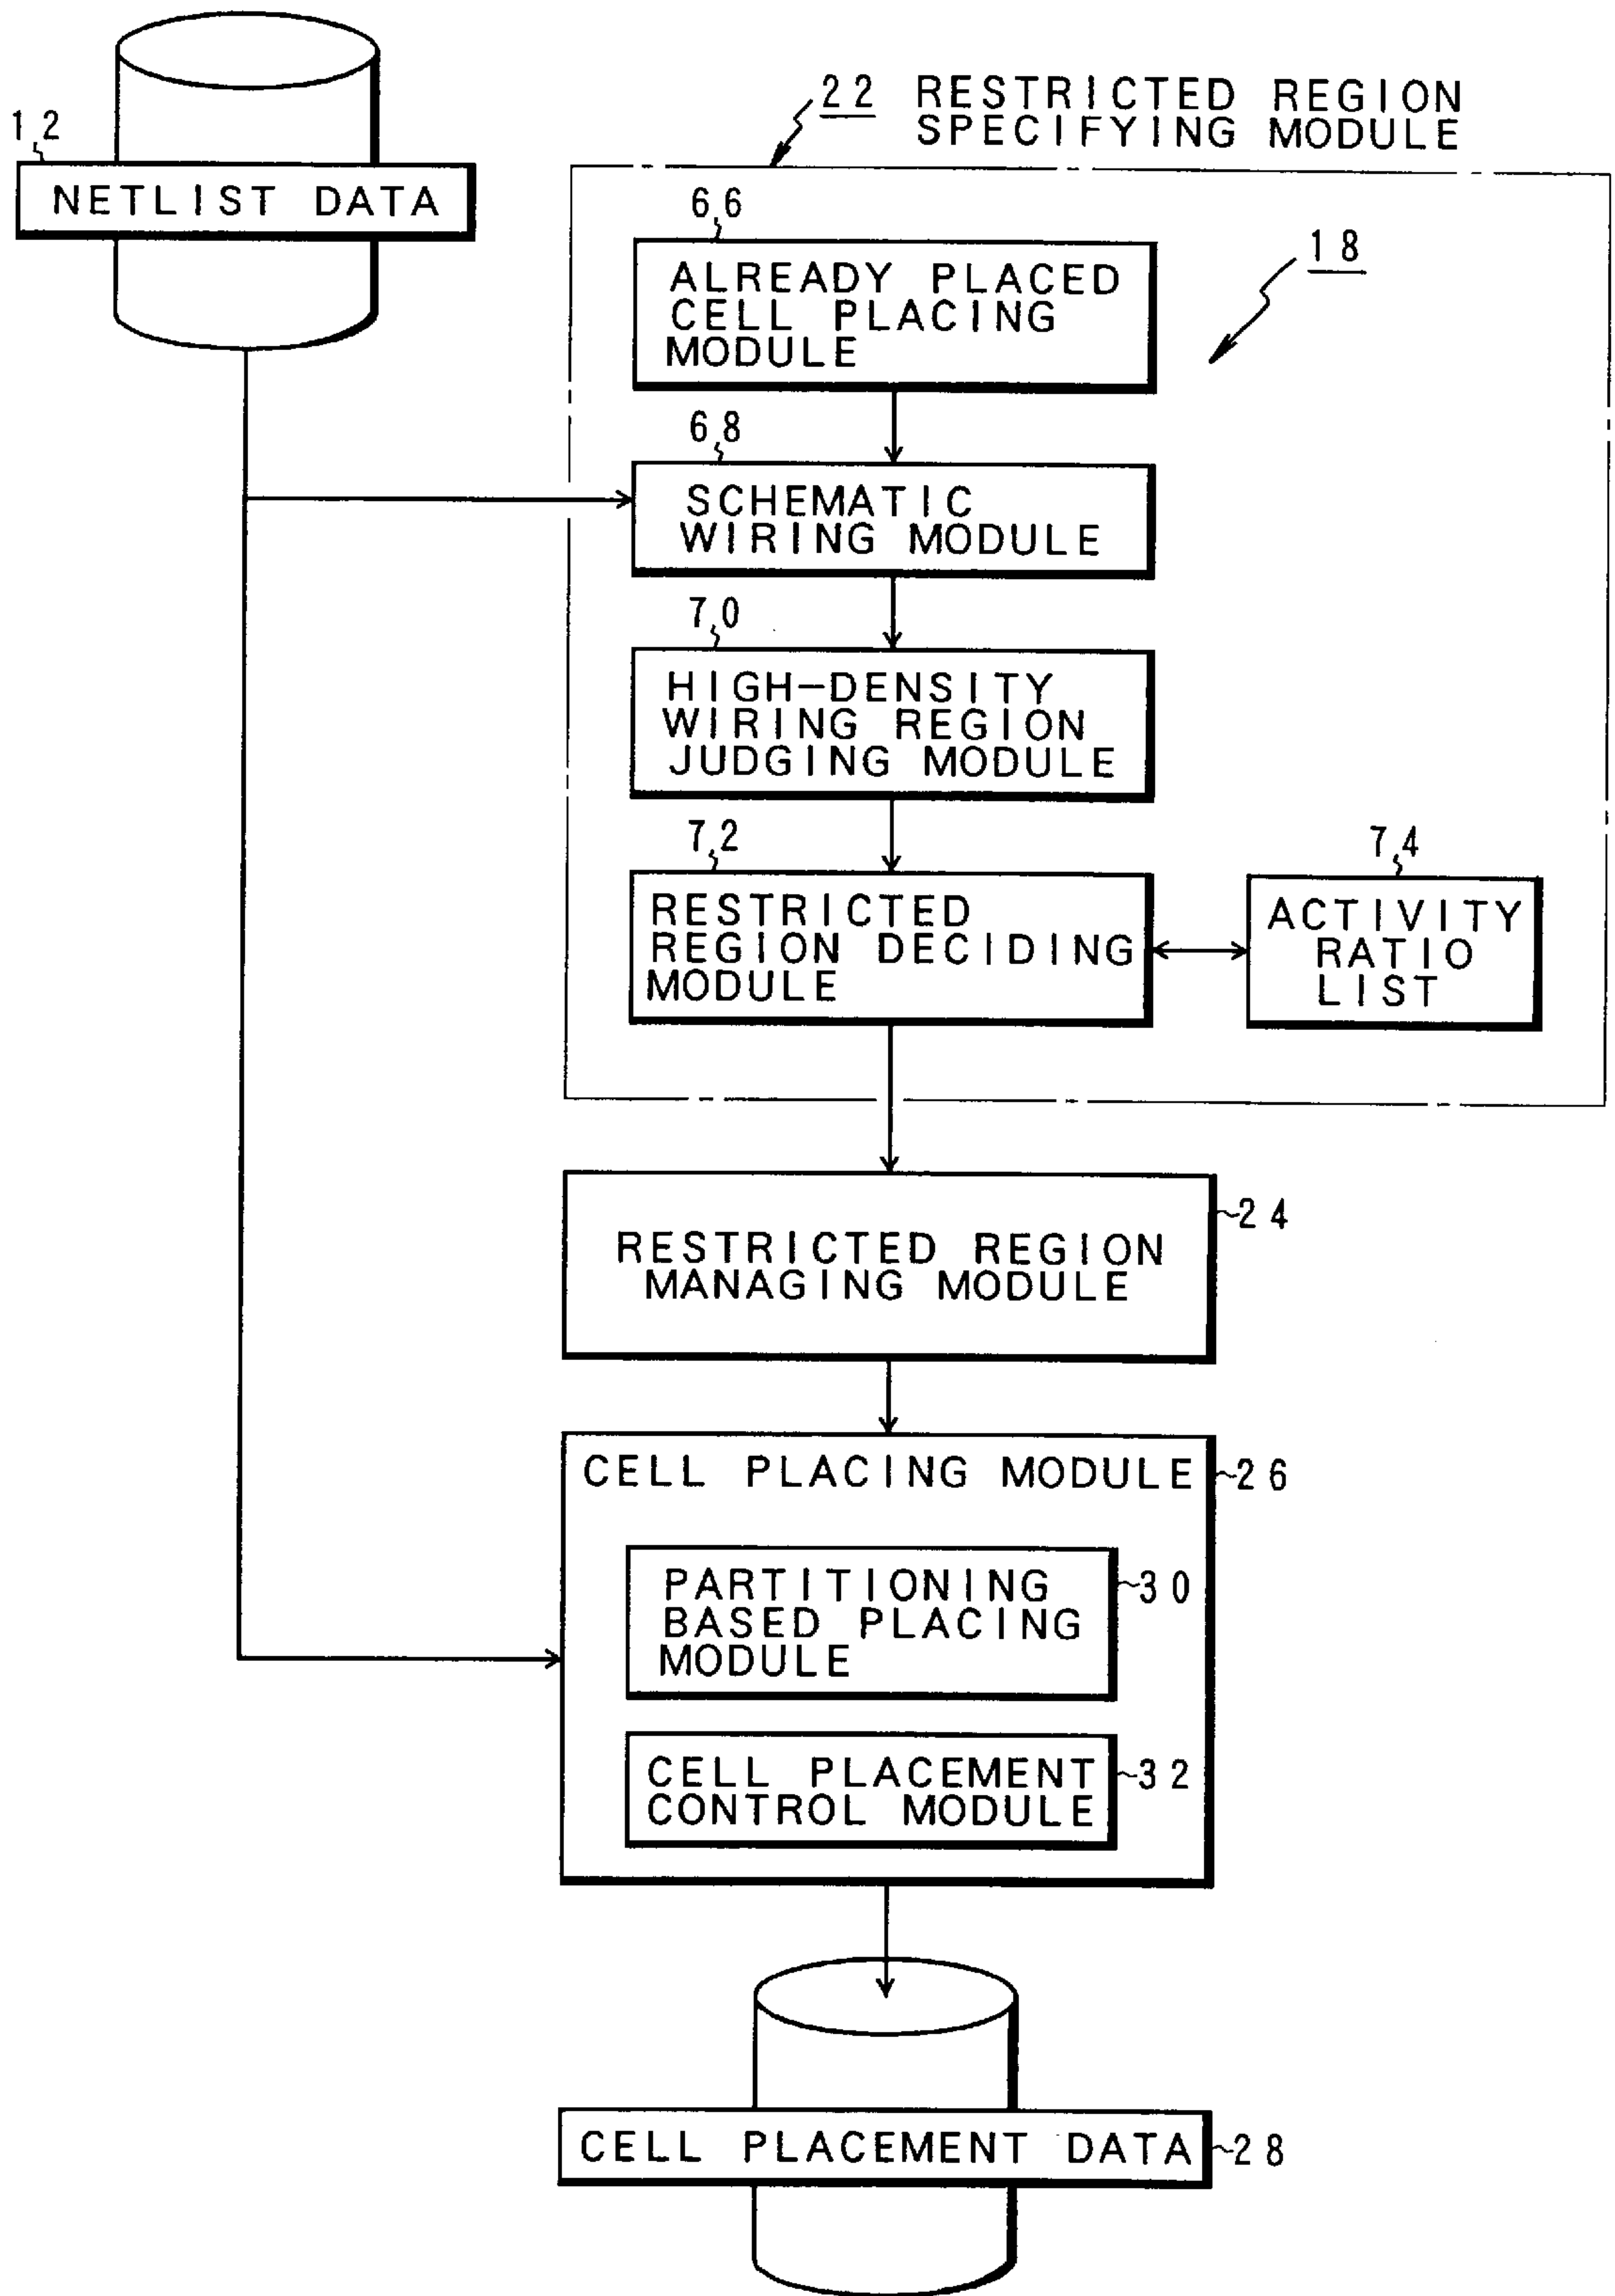 12
NETLIST DATA
22 RESTRICTED REGION
SPECIFYING MODULE
18
66
ALREADY PLACED
CELL PLACING
MODULE
68
SCHEMATIC
WIRING MODULE
70
HIGH-DENSITY
WIRING REGION
JUDGING MODULE
72
RESTRICTED
REGION DECIDING
MODULE
74
ACTIVITY
RATIO
LIST
24
RESTRICTED REGION
MANAGING MODULE
CELL PLACING MODULE 26
PARTITIONING 30
BASED PLACING
MODULE
CELL PLACEMENT 32
CONTROL MODULE
CELL PLACEMENT DATA 28